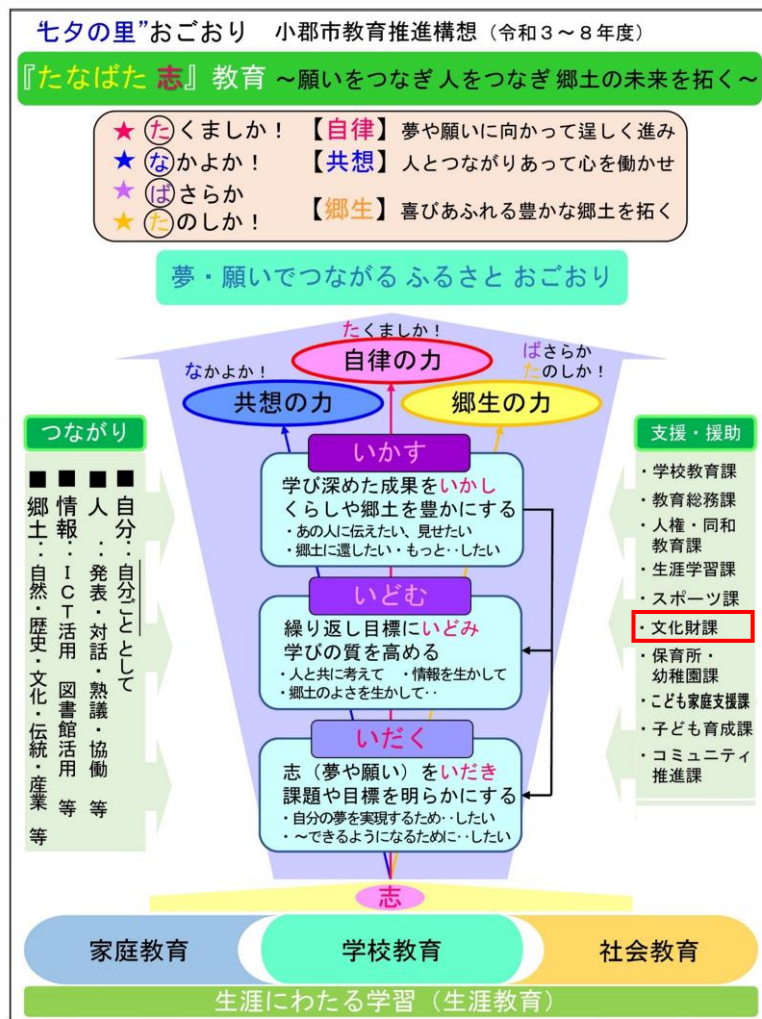 “七夕の里”おごおり 小郡市教育推進構想（令和３～８年度）
『たなばた 志』教育 ～願いをつなぎ 人をつなぎ 郷土の未来を拓く～
★ たくましか！ 【自律】夢や願いに向かって逞しく進み
★ なかよか！ 【共想】人とつながりあって心を働かせ
★ ばさらか
★ たのしか！
【郷生】喜びあふれる豊かな郷土を拓く
夢・願いでつながる ふるさと おごおり
たくましか！
自律の力
なかよか！
共想の力
ばさらか
たのしか！
郷生の力
つながり
■自分：自分ごととして
■人 ：発表・対話・熟議・協働 等
■情報：ＩＣＴ活用 図書館活用 等
■郷土：自然・歴史・文化・伝統・産業 等
いかす
学び深めた成果をいかし
くらしや郷土を豊かにする
・あの人に伝えたい、見せたい
・郷土に還したい・もっと‥したい
いどむ
繰り返し目標にいどみ
学びの質を高める
・人と共に考えて ・情報を生かして
・郷土のよさを生かして‥
いだく
志（夢や願い）をいだき
課題や目標を明らかにする
・自分の夢を実現するため‥したい
・～できるようになるために‥したい
志
支援・援助
・学校教育課
・教育総務課
・人権・同和
教育課
・生涯学習課
・スポーツ課
・文化財課
・保育所・
幼稚園課
・こども家庭支援課
・子ども育成課
・コミュニティ
推進課
家庭教育 学校教育 社会教育
生涯にわたる学習（生涯教育）